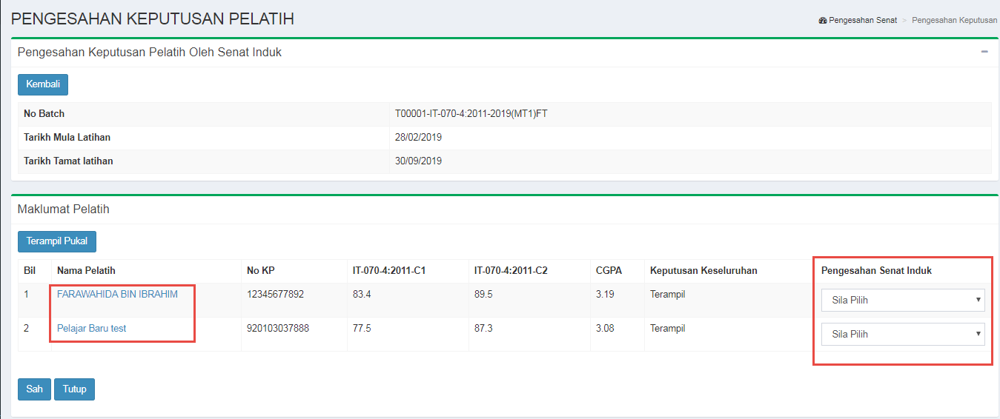 PENGESAHAN KEPUTUSAN PELATIH
Pengesahan Senat > Pengesahan Keputusan
Pengesahan Keputusan Pelatih Oleh Senat Induk
Kembali
No Batch T00001-IT-070-4:2011-2019(MT1)FT
Tarikh Mula Latihan 28/02/2019
Tarikh Tamat latihan 30/09/2019
Maklumat Pelatih
Terampil Pukal
Bil Nama Pelatih No KP IT-070-4:2011-C1 IT-070-4:2011-C2 CGPA Keputusan Keseluruhan Pengesahan Senat Induk
1 FARAWAHIDA BIN IBRAHIM 12345677892 83.4 89.5 3.19 Terampil Sila Pilih
2 Pelajar Baru test 920103037888 77.5 87.3 3.08 Terampil Sila Pilih
Sah Tutup